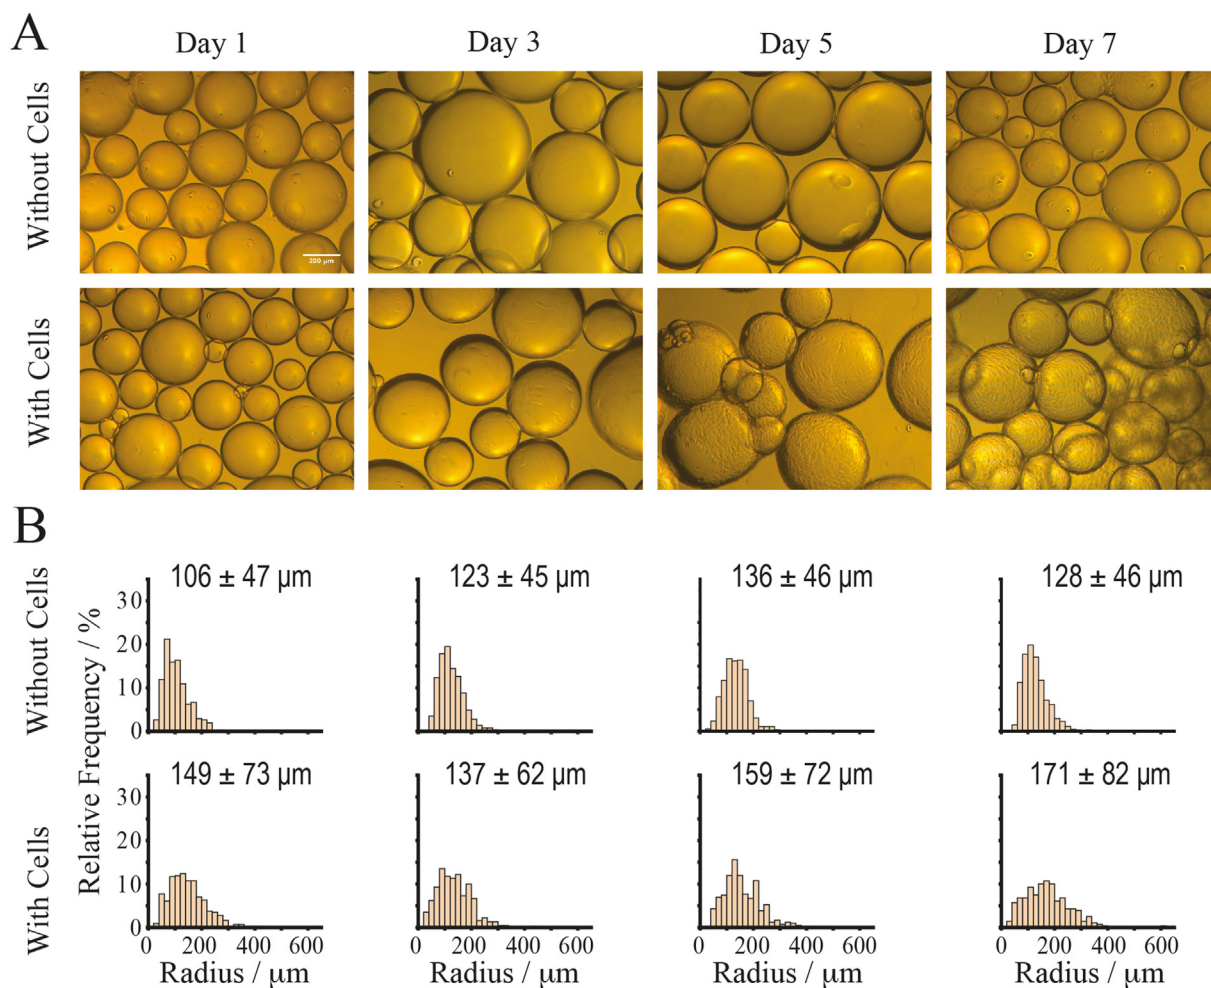 A
Day 1
Day 3
Day 5
Day 7
Without Cells
200 μm
With Cells
B
Without Cells
With Cells
Relative Frequency / %
106 ± 47 μm
123 ± 45 μm
136 ± 46 μm
128 ± 46 μm
30
20
10
0
149 ± 73 μm
137 ± 62 μm
159 ± 72 μm
171 ± 82 μm
30
20
10
0
0 200 400 600
0 200 400 600
0 200 400 600
0 200 400 600
Radius / μm
Radius / μm
Radius / μm
Radius / μm